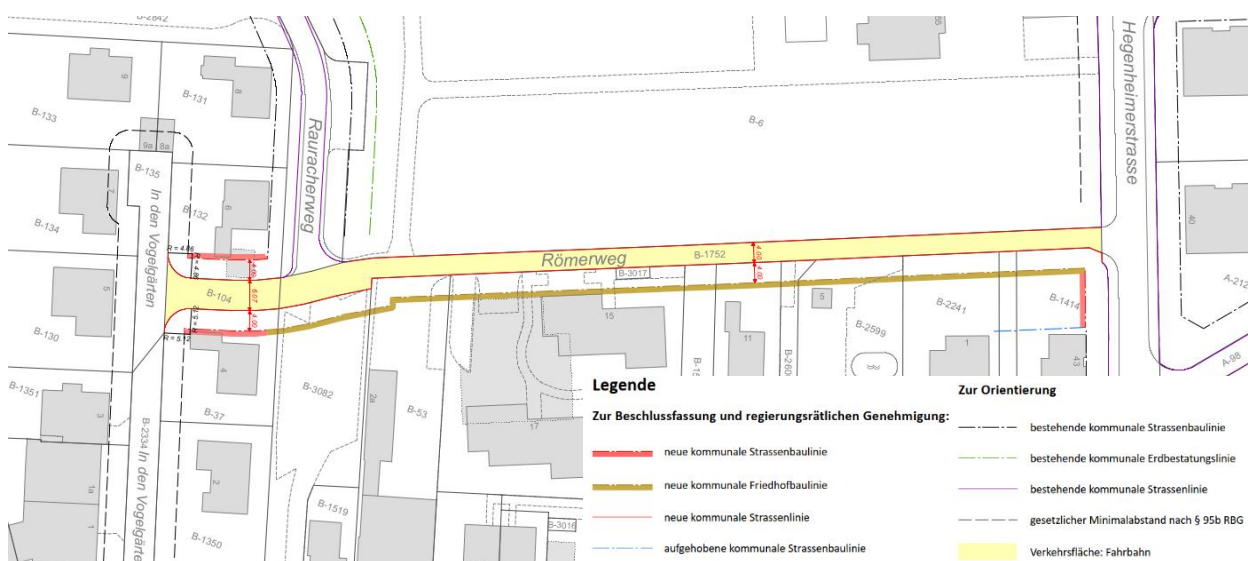 B-2842
9
B-131
8
B-133
9a
8a
B-135
7
B-134
In den Vogelgärten
B-132
6
Rauracherweg
R = 4.86
4.00
5
B-104
6.07
4.00
R = 5.12
B-130
4
B-1351
3
B-37
B-3082
2a
B-53
B-2334
In den Vogelgärten
2
1a
1
B-1350
B-1519
B-3016
17
15
Römerweg
B-3017
B-1752
4.00
4.00
B-6
11
5
B-2599
B-2241
1
B-1414
43
Hegenheimerstrasse
40
A-98
Legende
Zur Beschlussfassung und regierungsrätlichen Genehmigung:
neue kommunale Strassenbaulinie
neue kommunale Friedhofbaulinie
neue kommunale Strassenlinie
aufgehobene kommunale Strassenbaulinie
Zur Orientierung
bestehende kommunale Strassenbaulinie
bestehende kommunale Erdbestatungslinie
bestehende kommunale Strassenlinie
gesetzlicher Minimalabstand nach § 95b RBG
Verkehrsfläche: Fahrbahn